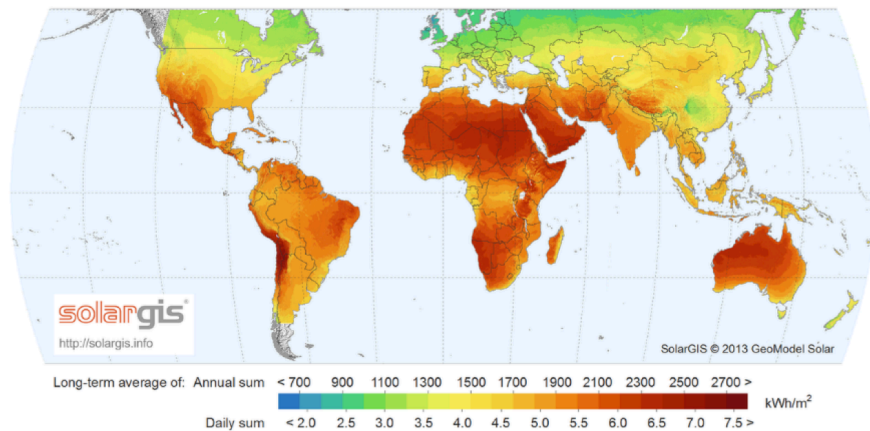 solargis
http://solargis.info
SolarGIS © 2013 GeoModel Solar
Long-term average of: Annual sum < 700 900 1100 1300 1500 1700 1900 2100 2300 2500 2700 >
kWh/m²
Daily sum < 2.0 2.5 3.0 3.5 4.0 4.5 5.0 5.5 6.0 6.5 7.0 7.5 >